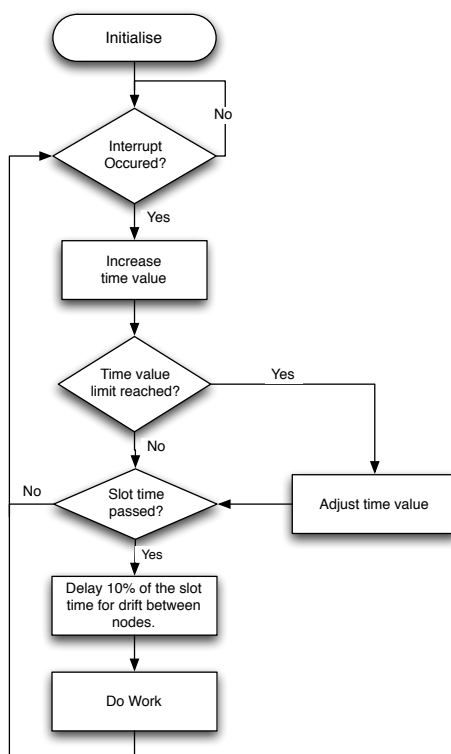 Initialise
No
Interrupt
Occured?
Yes
Increase
time value
Time value
limit reached?
Yes
No
No
Slot time
passed?
Adjust time value
Yes
Delay 10% of the slot
time for drift between
nodes.
Do Work